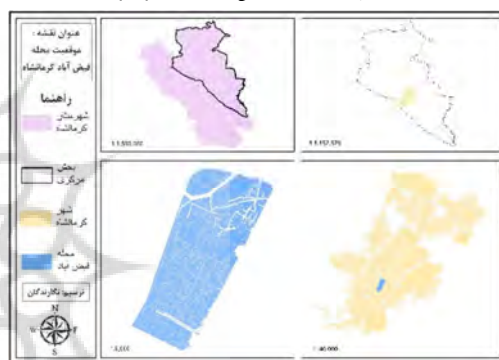 عنوان نقشه :
موقعیت محله
فیض آباد کرمانشاه
راهنما
شهرستان
کرمانشاه
بخش
مرکزی
شهر
کرمانشاه
محله
فیض آباد
ترسیم: نگارندگان
N
W
S